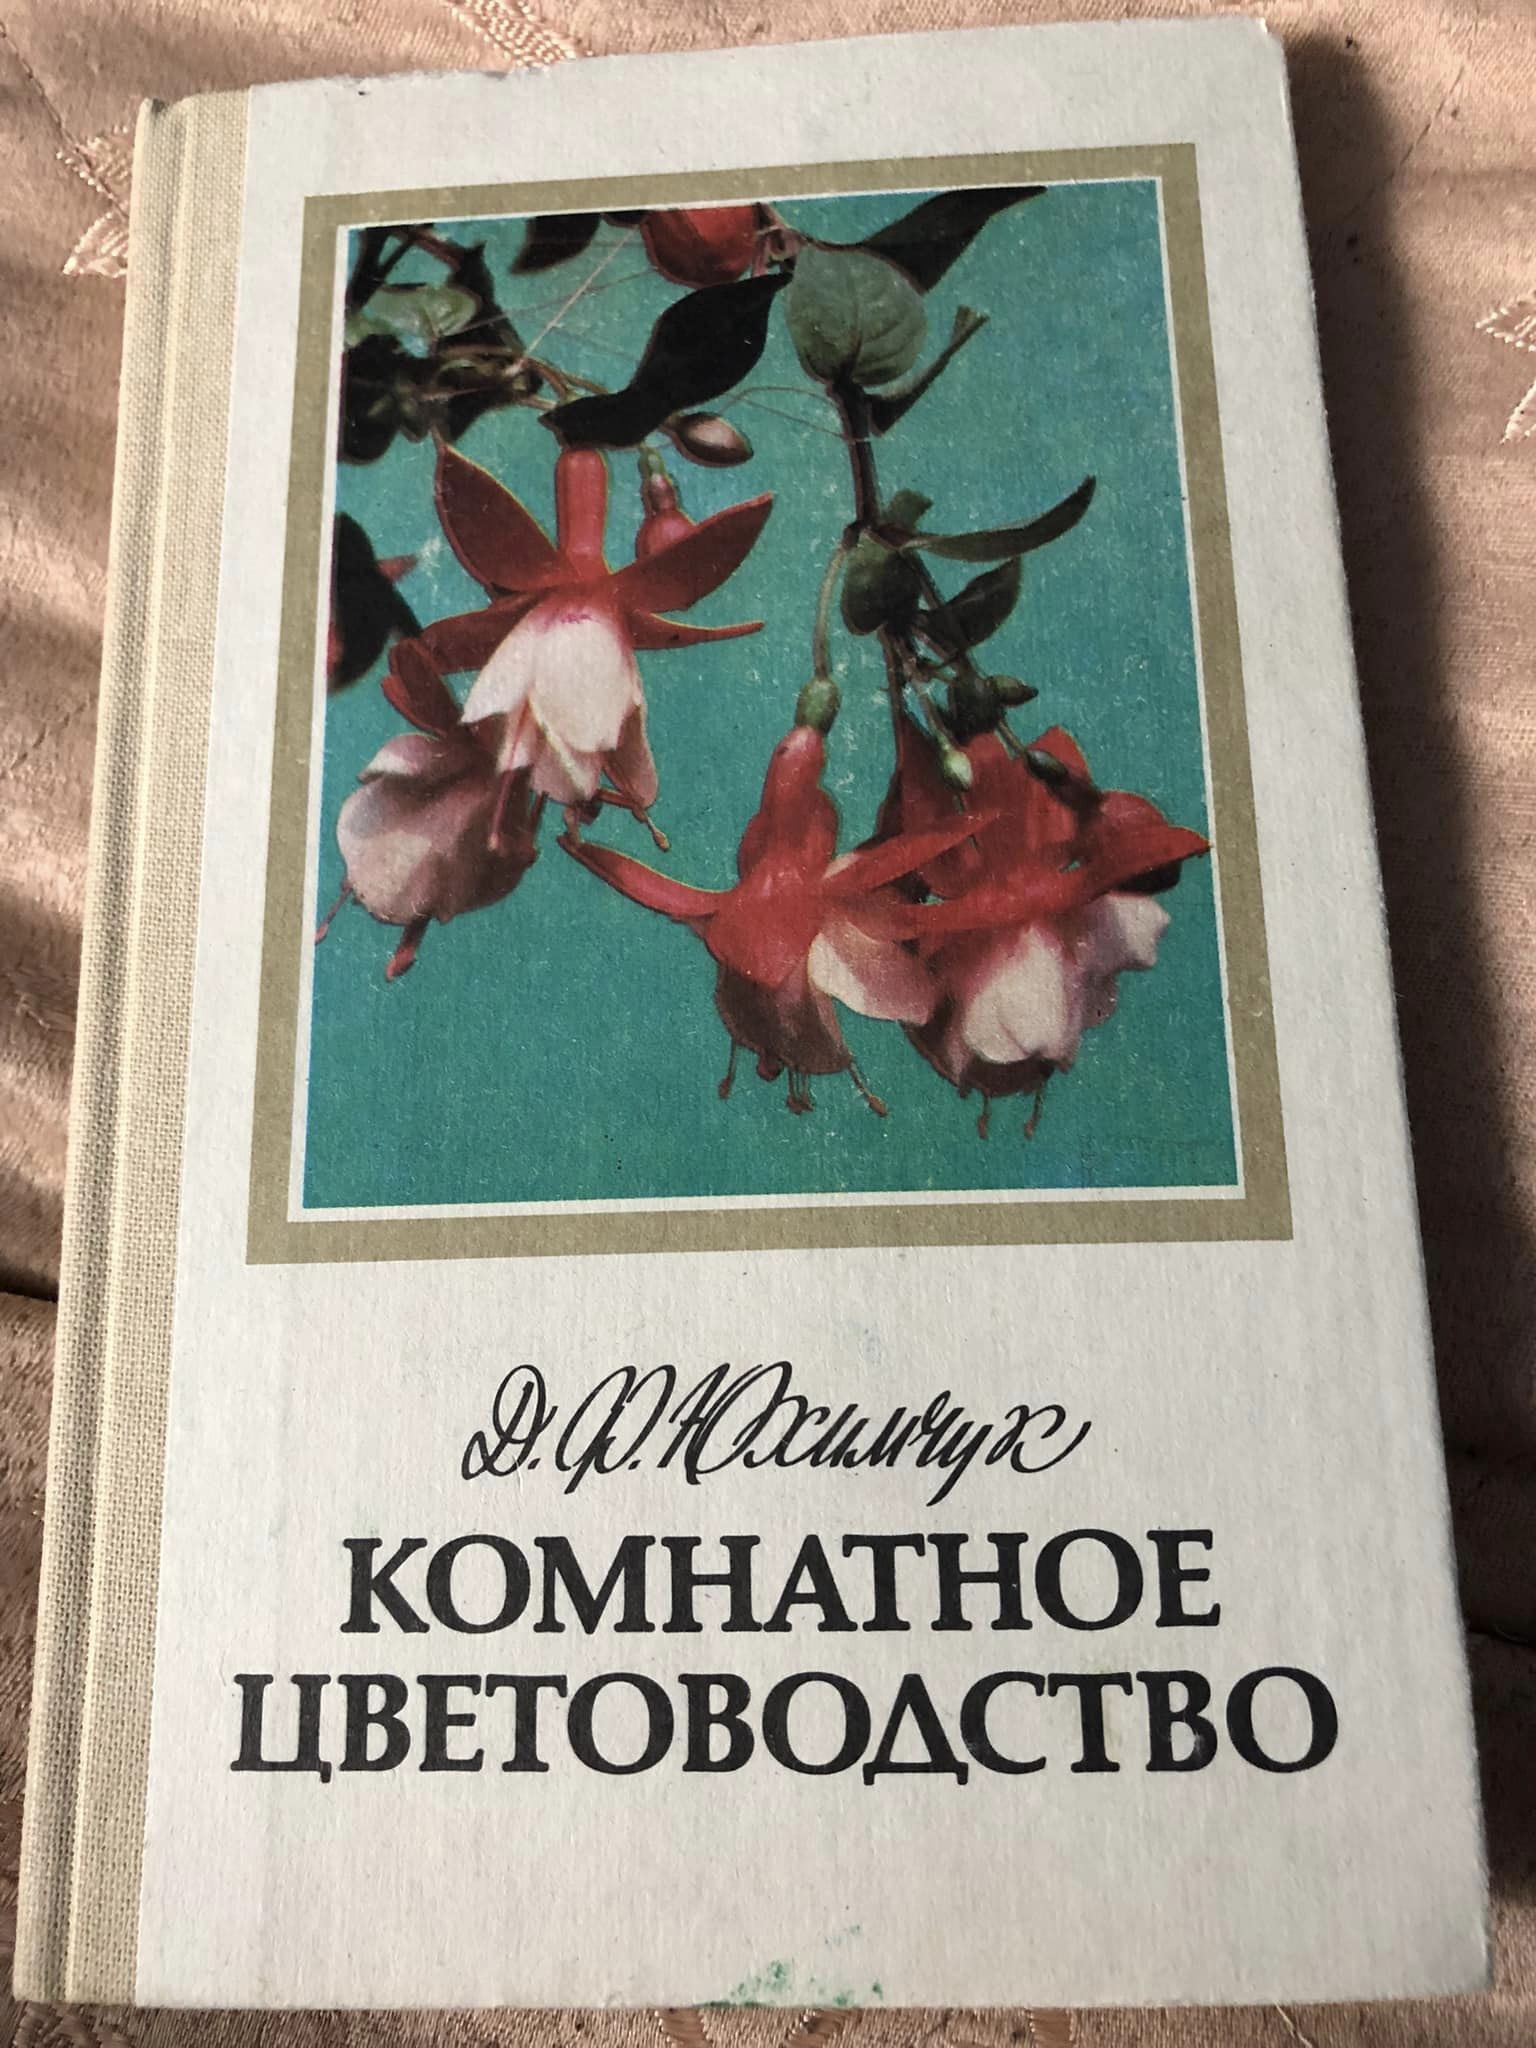 Д. Ф. Юхимчук
КОМНАТНОЕ
ЦВЕТОВОДСТВО